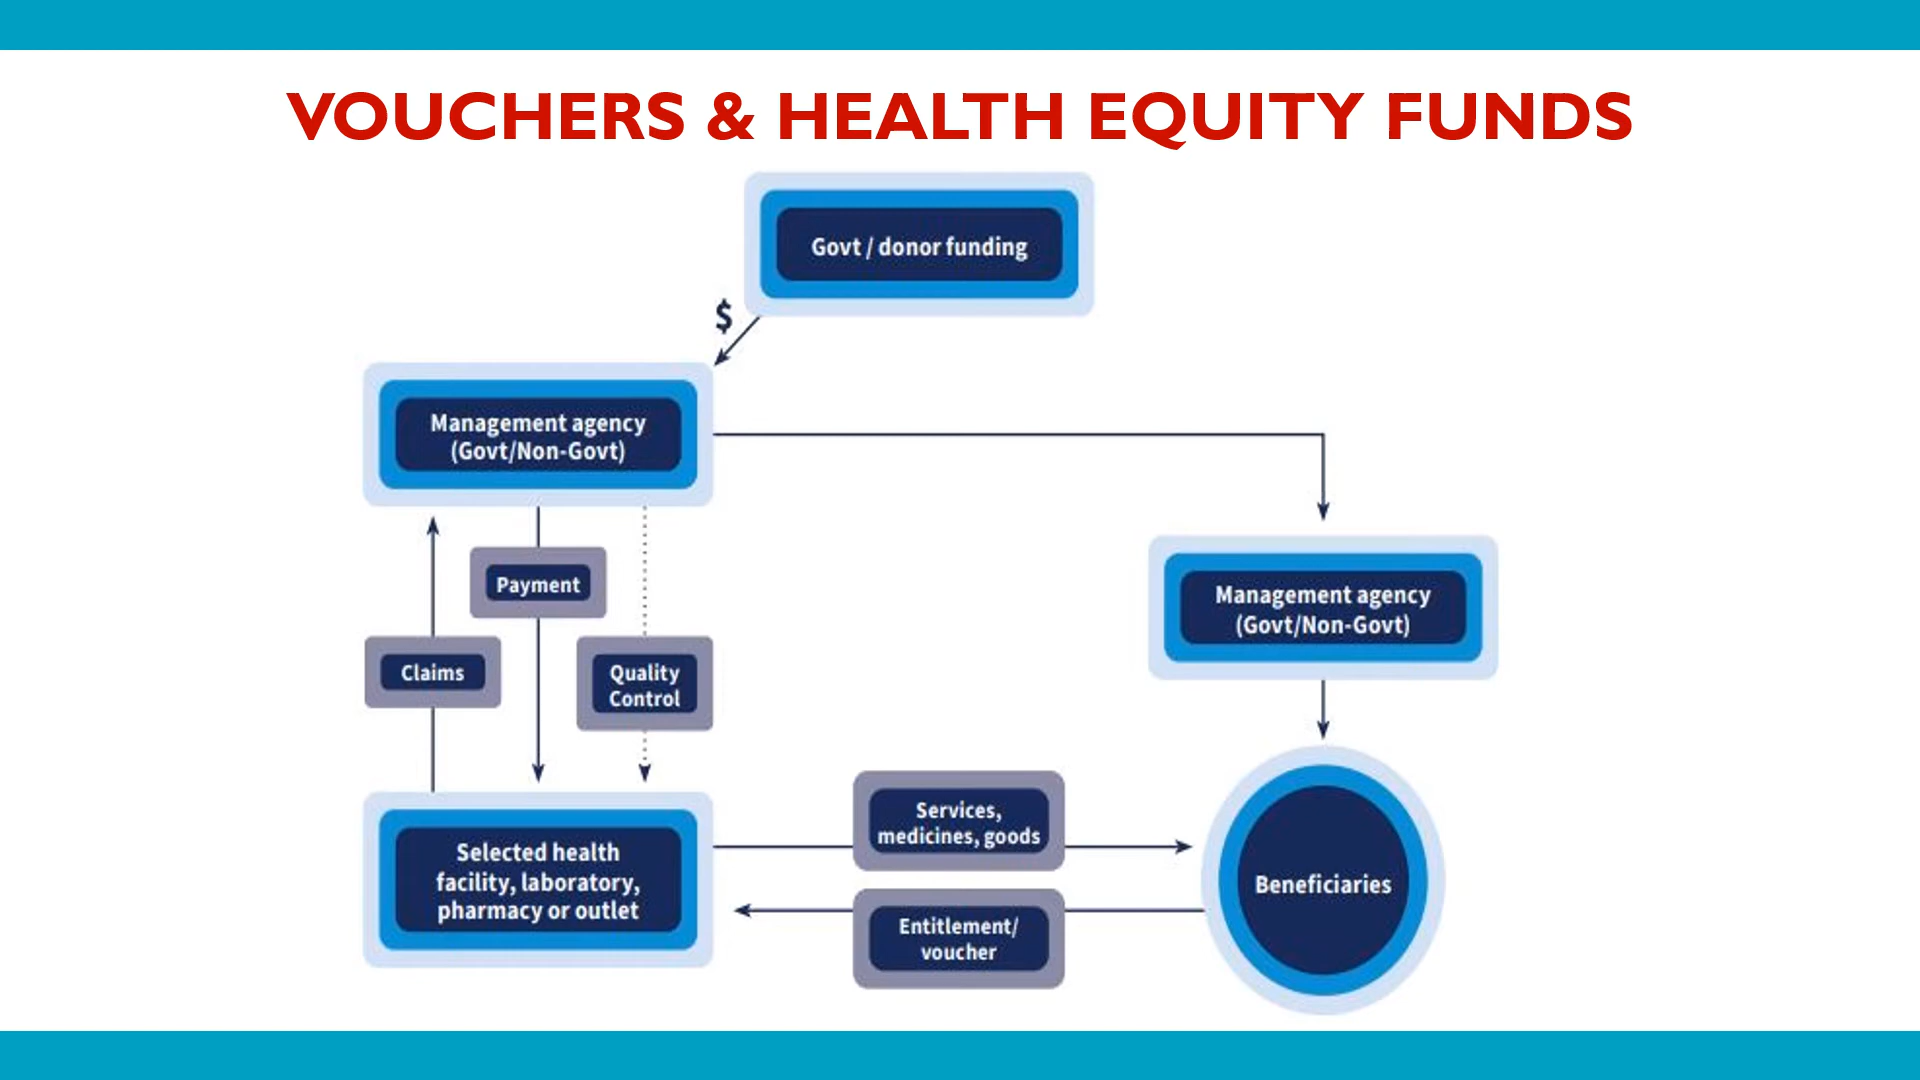 VOUCHERS & HEALTH EQUITY FUNDS
Govt / donor funding
$
Management agency
(Govt/Non-Govt)
Payment
Claims
Quality
Control
Management agency
(Govt/Non-Govt)
Selected health
facility, laboratory,
pharmacy or outlet
Services,
medicines, goods
Entitlement/
voucher
Beneficiaries